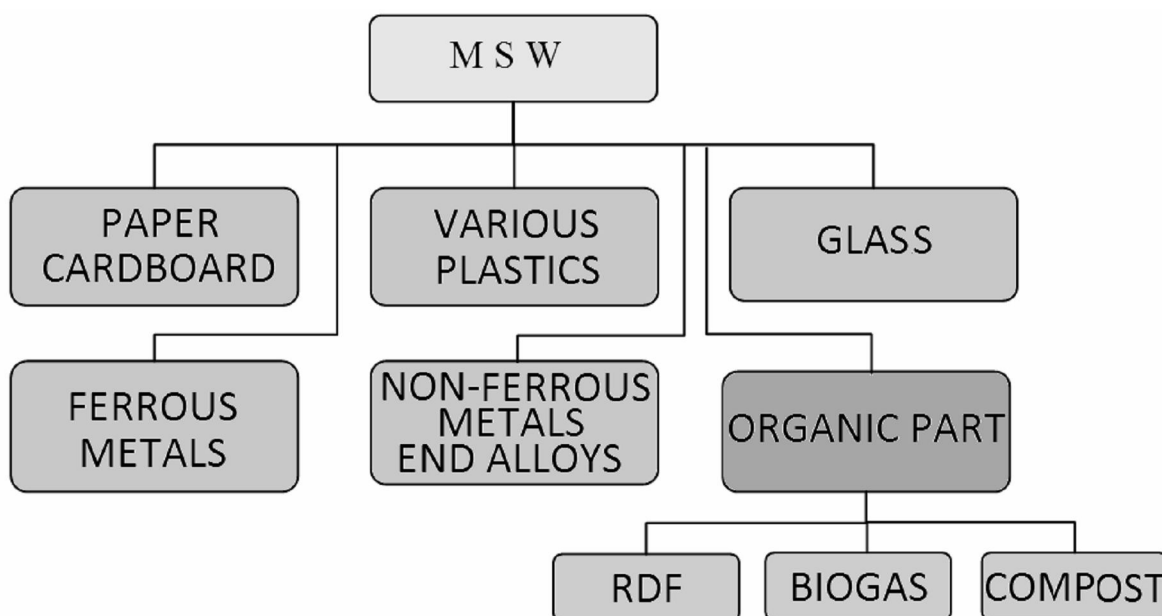 M S W
PAPER
CARDBOARD
VARIOUS
PLASTICS
GLASS
FERROUS
METALS
NON-FERROUS
METALS
END ALLOYS
ORGANIC PART
RDF
BIOGAS
COMPOST